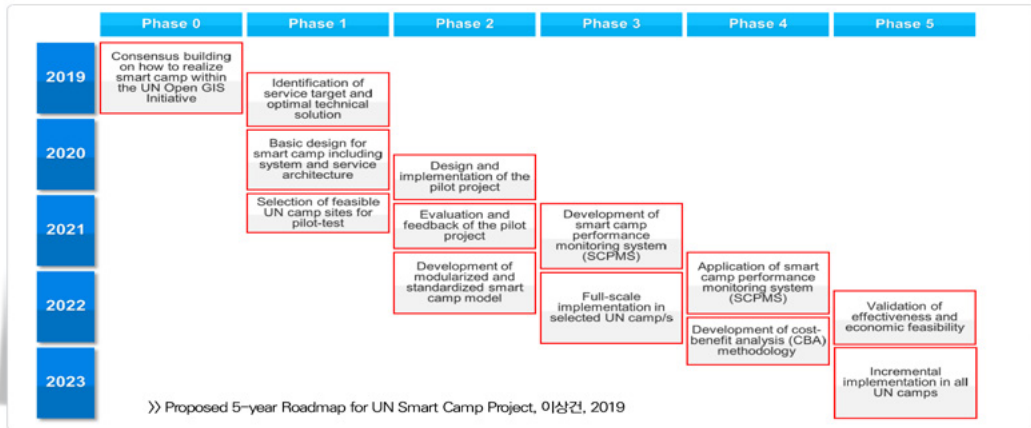 Phase 0
Phase 1
Phase 2
Phase 3
Phase 4
Phase 5
2019
2020
2021
2022
2023
Consensus building
on how to realize
smart camp within
the UN Open GIS
Initiative
Identification of
service target and
optimal technical
solution
Basic design for
smart camp including
system and service
architecture
Selection of feasible
UN camp sites for
pilot-test
Design and
implementation of the
pilot project
Evaluation and
feedback of the pilot
project
Development of
modularized and
standardized smart
camp model
Development of
smart camp
performance
monitoring system
(SCPMS)
Full-scale
implementation in
selected UN camp/s
Application of smart
camp performance
monitoring system
(SCPMS)
Development of cost-
benefit analysis (CBA)
methodology
Validation of
effectiveness and
economic feasibility
Incremental
implementation in all
UN camps
>> Proposed 5-year Roadmap for UN Smart Camp Project, 이상건, 2019